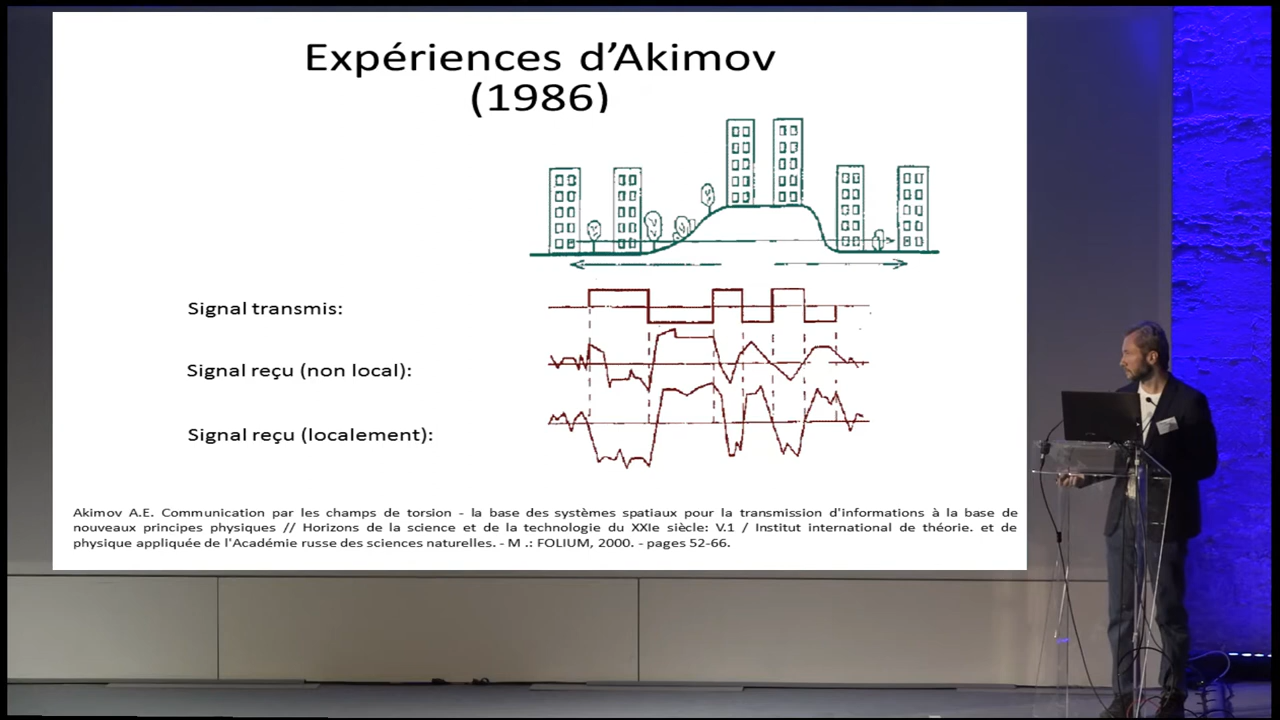 Expériences d'Akimov
(1986)
Signal transmis:
Signal reçu (non local):
Signal reçu (localement):
Akimov A.E. Communication par les champs de torsion - la base des systèmes spatiaux pour la transmission d'informations à la base de
nouveaux principes physiques // Horizons de la science et de la technologie du XXIe siècle: V.1 / Institut international de théorie. et de
physique appliquée de l'Académie russe des sciences naturelles. - M .: FOLIUM, 2000. - pages 52-66.